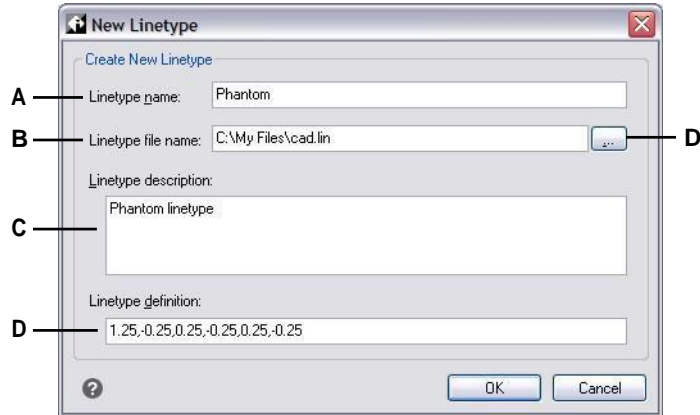 New Linetype
Create New Linetype
A
Linetype name:
Phantom
B
Linetype file name:
C:\My Files\cad.lin
...
D
Linetype description:
C
Phantom linetype
Linetype definition:
D
1.25,-0.25,0.25,-0.25,0.25,-0.25
?
OK
Cancel